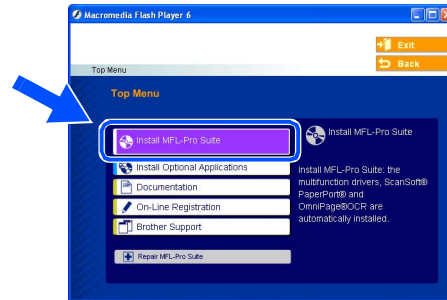 Macromedia Flash Player 6
Exit
Back
Top Menu
Top Menu
Install MFL-Pro Suite
Install Optional Applications
Documentation
On-Line Registration
Brother Support
Repair MFL-Pro Suite
Install MFL-Pro Suite
Install MFL-Pro Suite: the
multifunction drivers, ScanSoft®
PaperPort® and
OmniPage®OCR are
automatically installed.